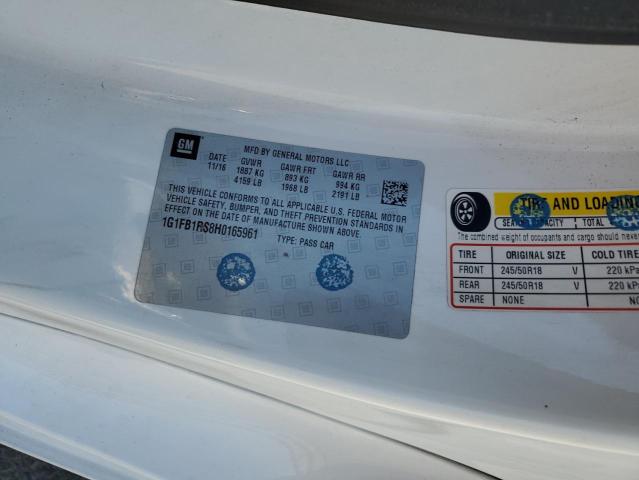 GM
MFD BY GENERAL MOTORS LLC
DATE GVWR GAWR FRT GAWR RR
11/16 1887 KG 893 KG 994 KG
4159 LB 1968 LB 2191 LB
THIS VEHICLE CONFORMS TO ALL APPLICABLE U.S. FEDERAL MOTOR
VEHICLE SAFETY, BUMPER, AND THEFT PREVENTION STANDARDS IN
EFFECT ON THE DATE OF MANUFACTURE SHOWN ABOVE.
1G1FB1RS8H0165961
TYPE: PASS CAR
TIRE AND LOADING
SEATING CAPACITY TOTAL
The combined weight of occupants and cargo should never
TIRE ORIGINAL SIZE COLD TIRE
FRONT 245/50R18 V 220 kPa
REAR 245/50R18 V 220 kPa
SPARE NONE